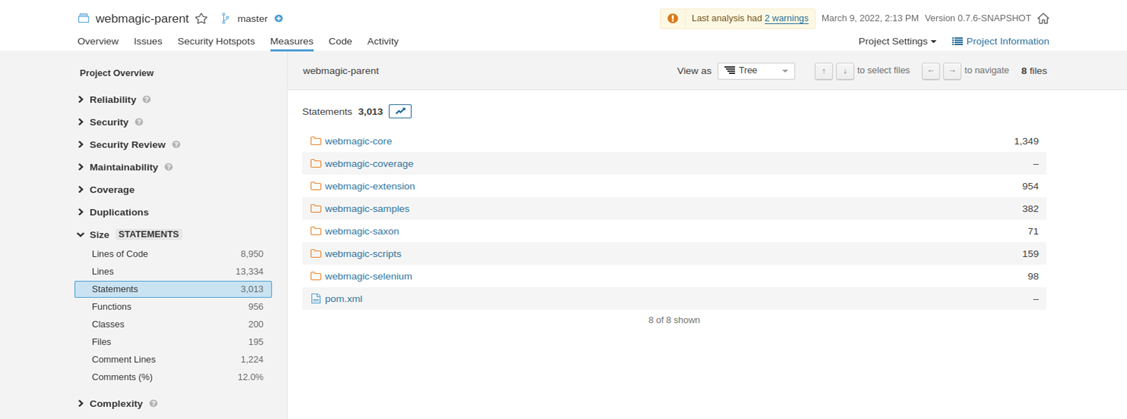 webmagic-parent master Last analysis had 2 warnings March 9, 2022, 2:13 PM Version 0.7.6-SNAPSHOT
Overview Issues Security Hotspots Measures Code Activity Project Settings Project Information
Project Overview
webmagic-parent View as Tree ↑ ↓ to select files ← → to navigate 8 files
Reliability ?
Security ?
Security Review ?
Maintainability ?
Coverage
Duplications
Size STATEMENTS
Lines of Code 8,950
Lines 13,334
Statements 3,013
Functions 956
Classes 200
Files 195
Comment Lines 1,224
Comments (%) 12.0%
Complexity ?
Statements 3,013
webmagic-core 1,349
webmagic-coverage –
webmagic-extension 954
webmagic-samples 382
webmagic-saxon 71
webmagic-scripts 159
webmagic-selenium 98
pom.xml –
8 of 8 shown